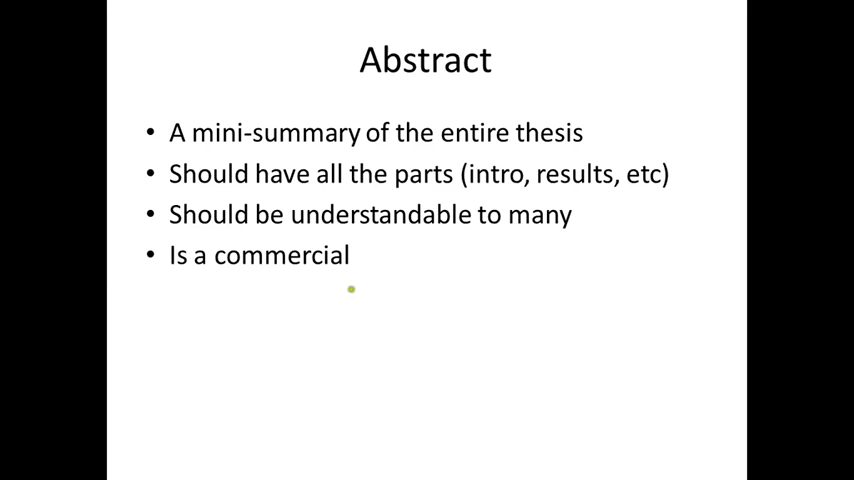 Abstract
• A mini-summary of the entire thesis
• Should have all the parts (intro, results, etc)
• Should be understandable to many
• Is a commercial